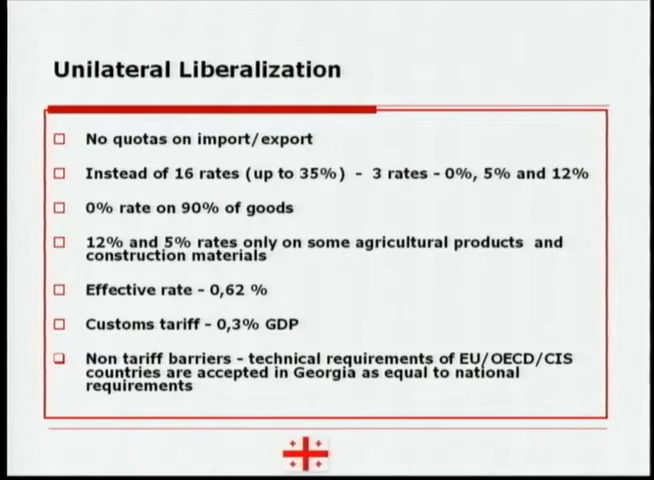 Unilateral Liberalization
No quotas on import/export
Instead of 16 rates (up to 35%) - 3 rates - 0%, 5% and 12%
0% rate on 90% of goods
12% and 5% rates only on some agricultural products and
construction materials
Effective rate - 0,62 %
Customs tariff - 0,3% GDP
Non tariff barriers - technical requirements of EU/OECD/CIS
countries are accepted in Georgia as equal to national
requirements